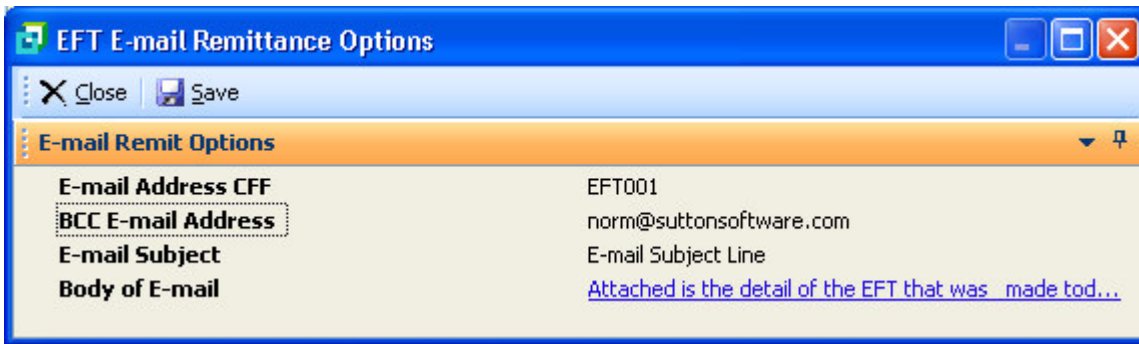 EFT E-mail Remittance Options
Close Save
E-mail Remit Options
E-mail Address CFF EFT001
BCC E-mail Address norm@suttonsoftware.com
E-mail Subject E-mail Subject Line
Body of E-mail Attached is the detail of the EFT that was  made tod...